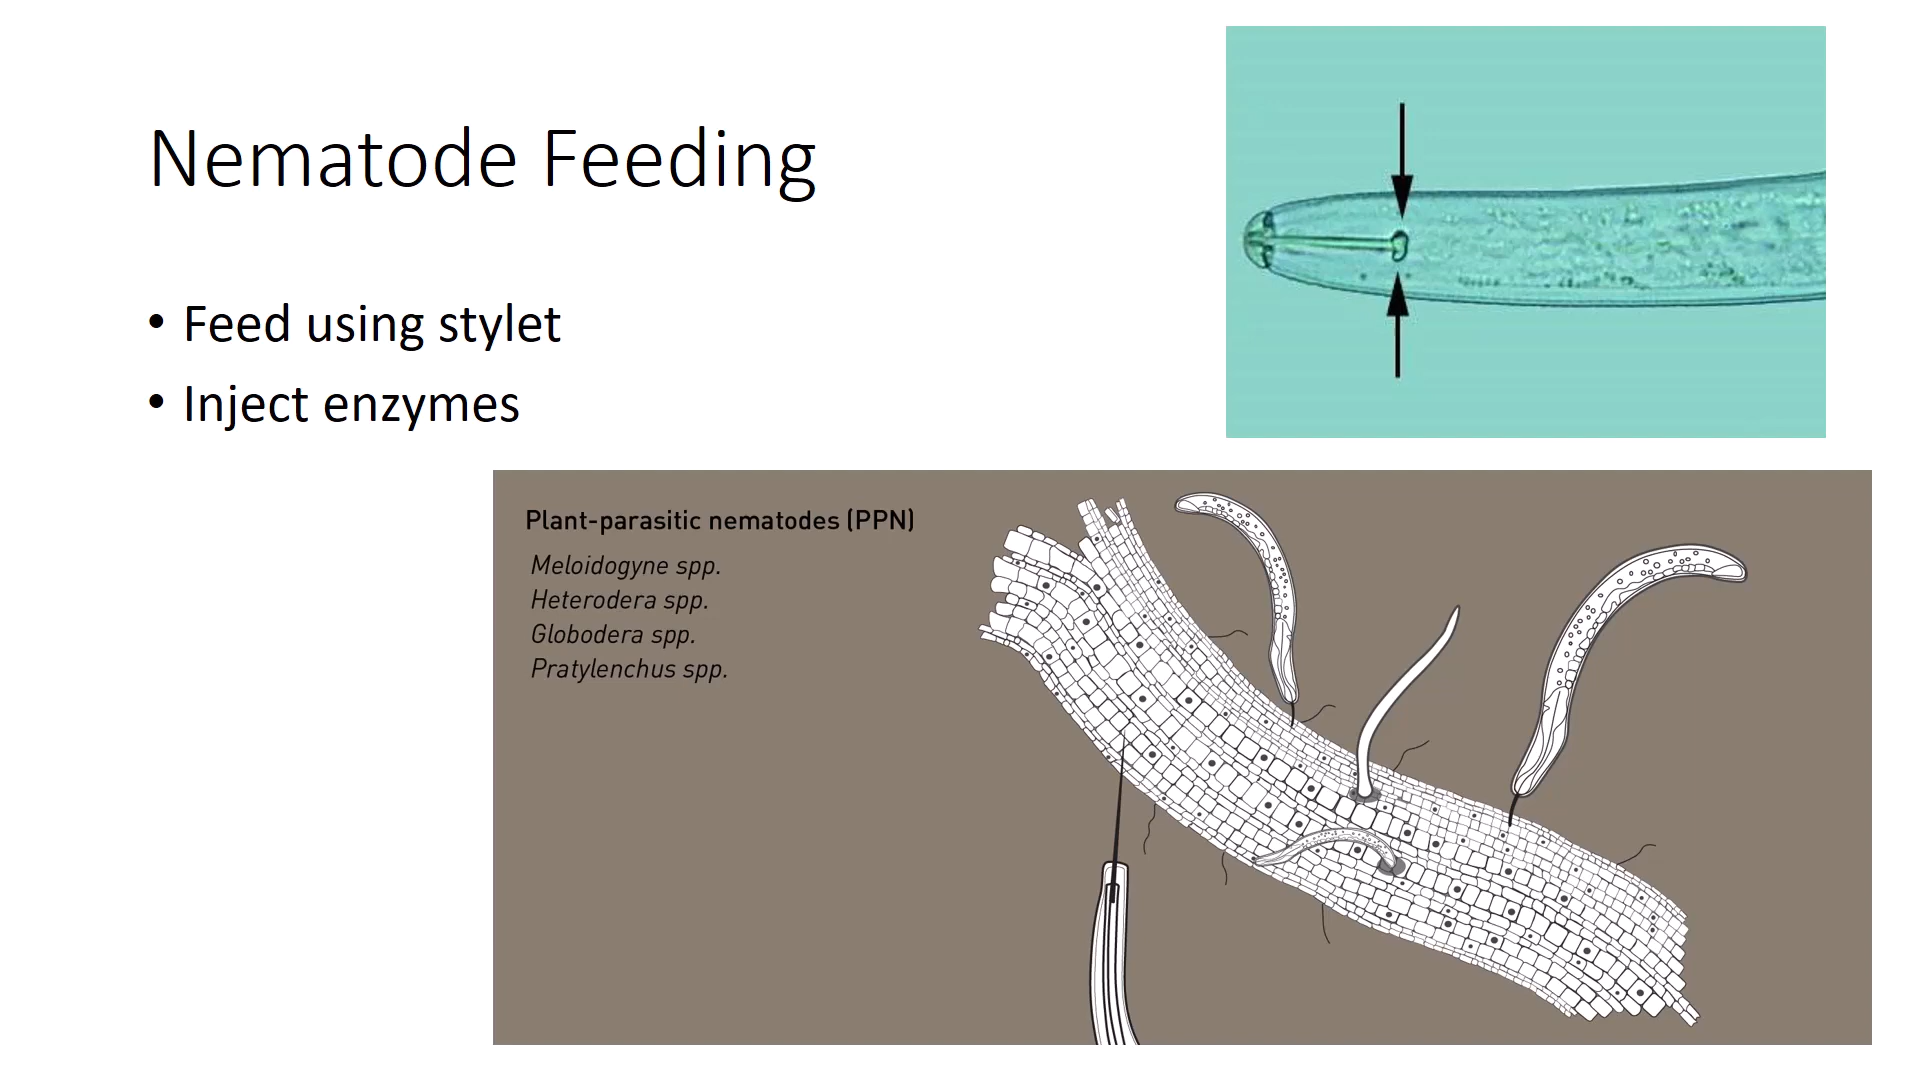 Nematode Feeding
• Feed using stylet
• Inject enzymes
Plant-parasitic nematodes (PPN)
Meloidogyne spp.
Heterodera spp.
Globodera spp.
Pratylenchus spp.